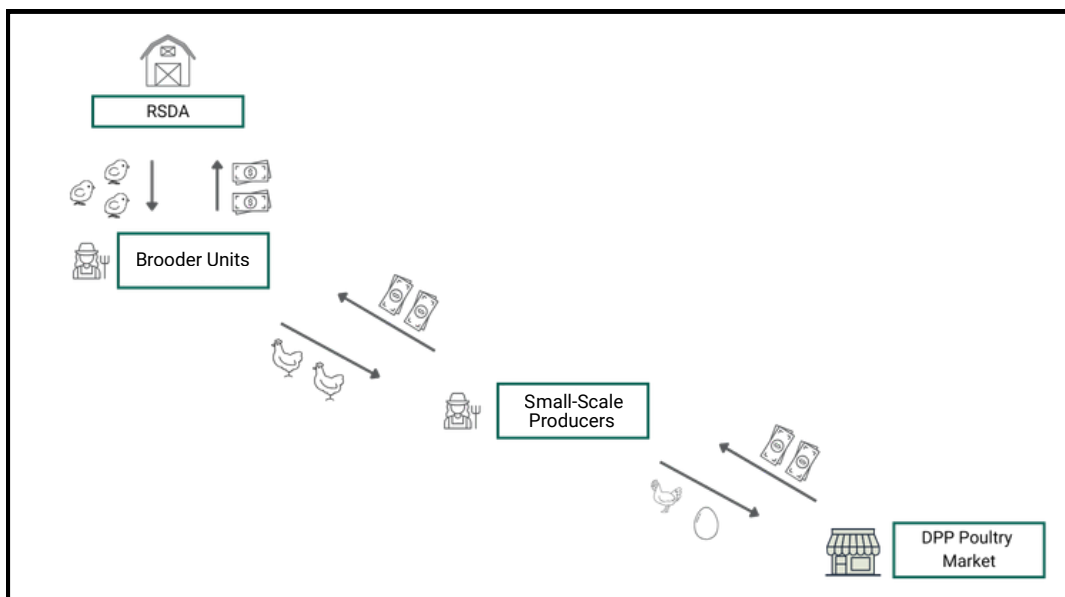 RSDA
Brooder Units
Small-Scale
Producers
DPP Poultry
Market